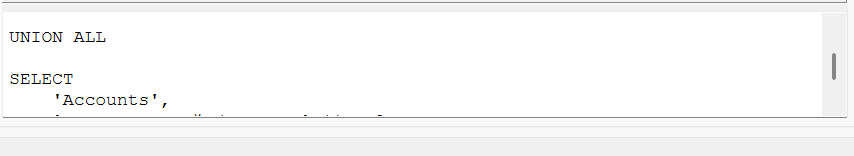 UNION ALL
SELECT
'Accounts',